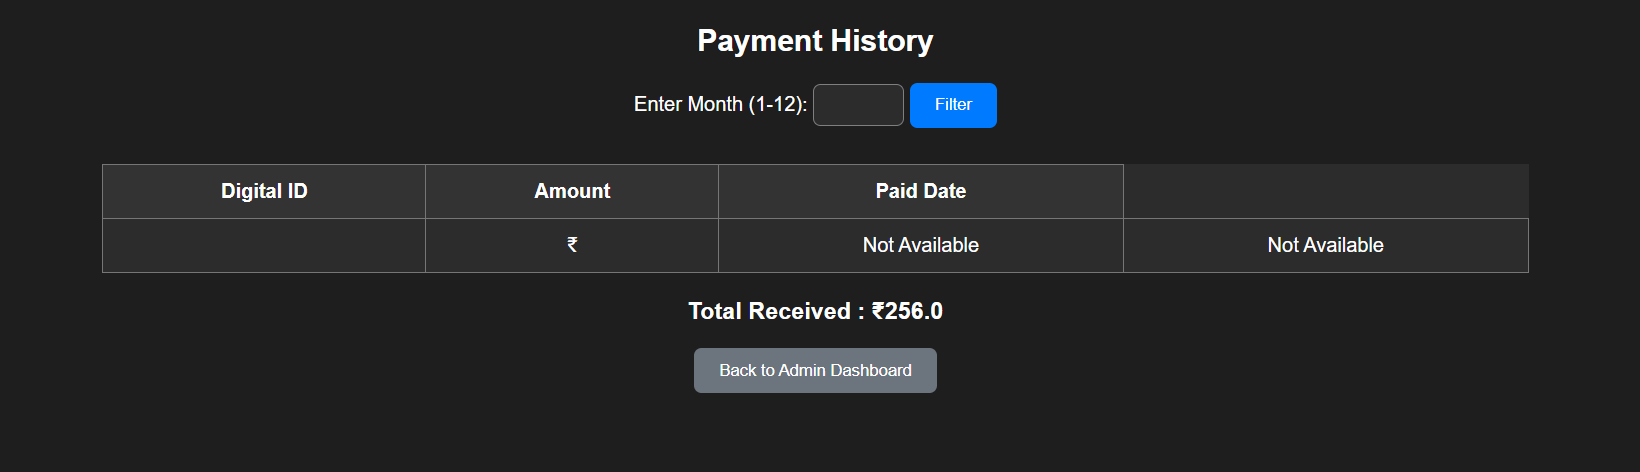 Payment History
Enter Month (1-12): Filter
Digital ID Amount Paid Date
₹ Not Available Not Available
Total Received : ₹256.0
Back to Admin Dashboard